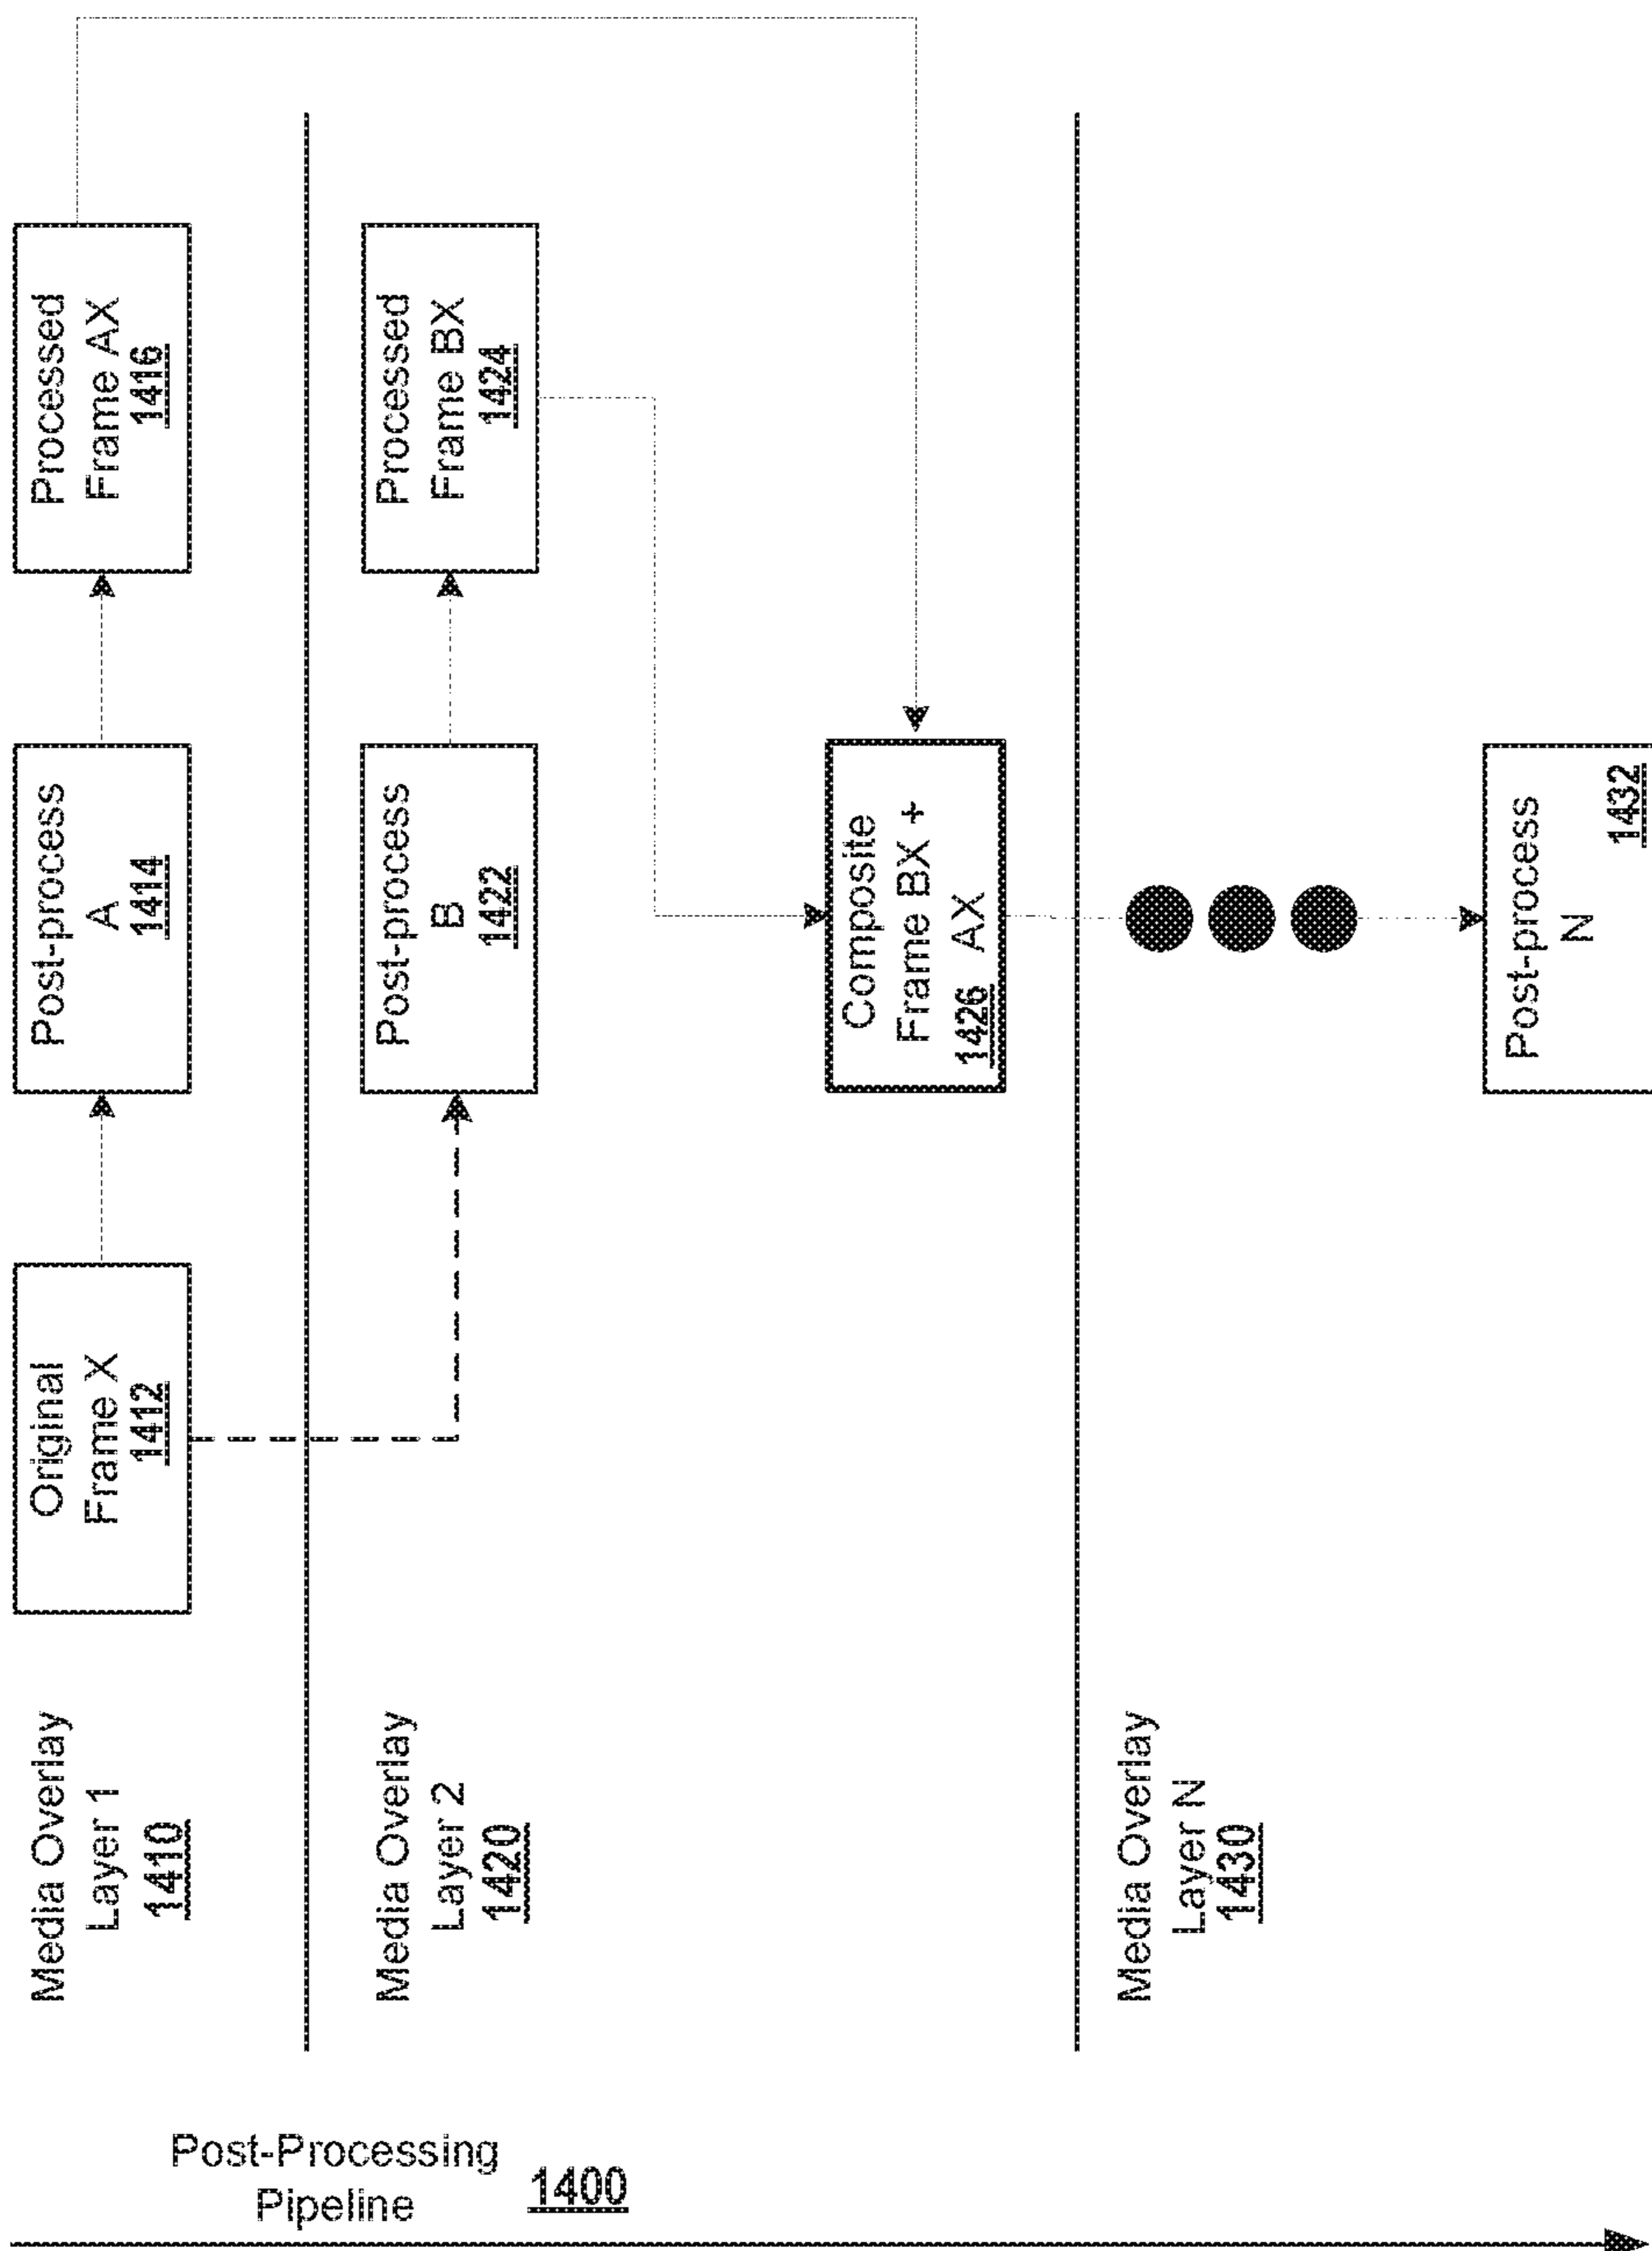 Media Overlay
Layer 1
1410
Original
Frame X
1412
Post-process
A
1414
Processed
Frame AX
1416
Media Overlay
Layer 2
1420
Post-process
B
1422
Processed
Frame BX
1424
Composite
Frame BX +
1426 AX
Media Overlay
Layer N
1430
Post-process
N
1432
Post-Processing
Pipeline
1400